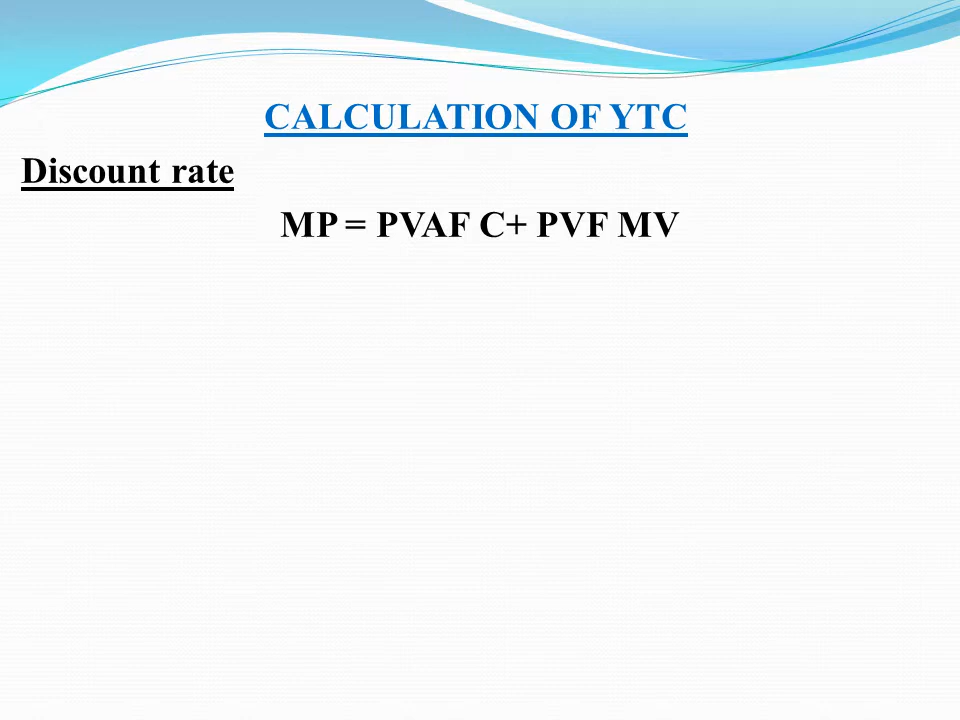 CALCULATION OF YTC
Discount rate
MP = PVAF C+ PVF MV